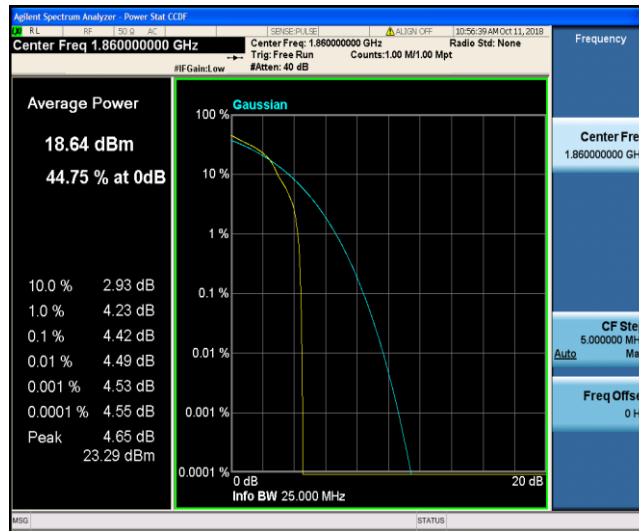 Agilent Spectrum Analyzer - Power Stat CCDF
RL RF 50 Ω AC SENSE:PULSE ALIGN OFF 10:56:39 AM Oct 11, 2018
Center Freq 1.860000000 GHz
Center Freq: 1.860000000 GHz Radio Std: None
Trig: Free Run Counts:1.00 M/1.00 Mpt
#IFGain:Low #Atten: 40 dB
Frequency
Average Power
18.64 dBm
44.75 % at 0dB
10.0 % 2.93 dB
1.0 % 4.23 dB
0.1 % 4.42 dB
0.01 % 4.49 dB
0.001 % 4.53 dB
0.0001 % 4.55 dB
Peak 4.65 dB
23.29 dBm
Gaussian
100 %
10 %
1 %
0.1 %
0.01 %
0.001 %
0.0001 %
0 dB 20 dB
Info BW 25.000 MHz
Center Fre
1.860000000 GH
CF Ste
5.000000 MH
Auto Ma
Freq Offse
0 H
MSG STATUS